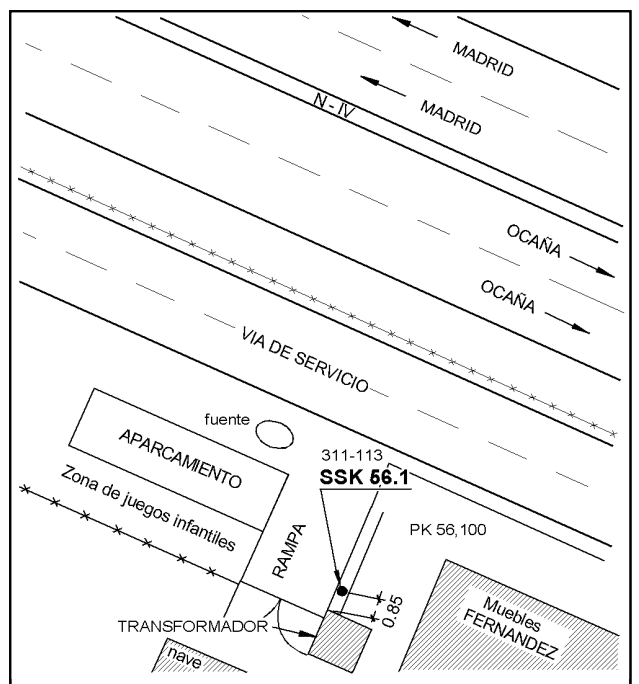 MADRID
MADRID
N - IV
OCAÑA
OCAÑA
VIA DE SERVICIO
fuente
APARCAMIENTO
311-113
SSK 56.1
Zona de juegos infantiles
PK 56,100
RAMPA
0.85
Muebles
FERNANDEZ
TRANSFORMADOR
nave